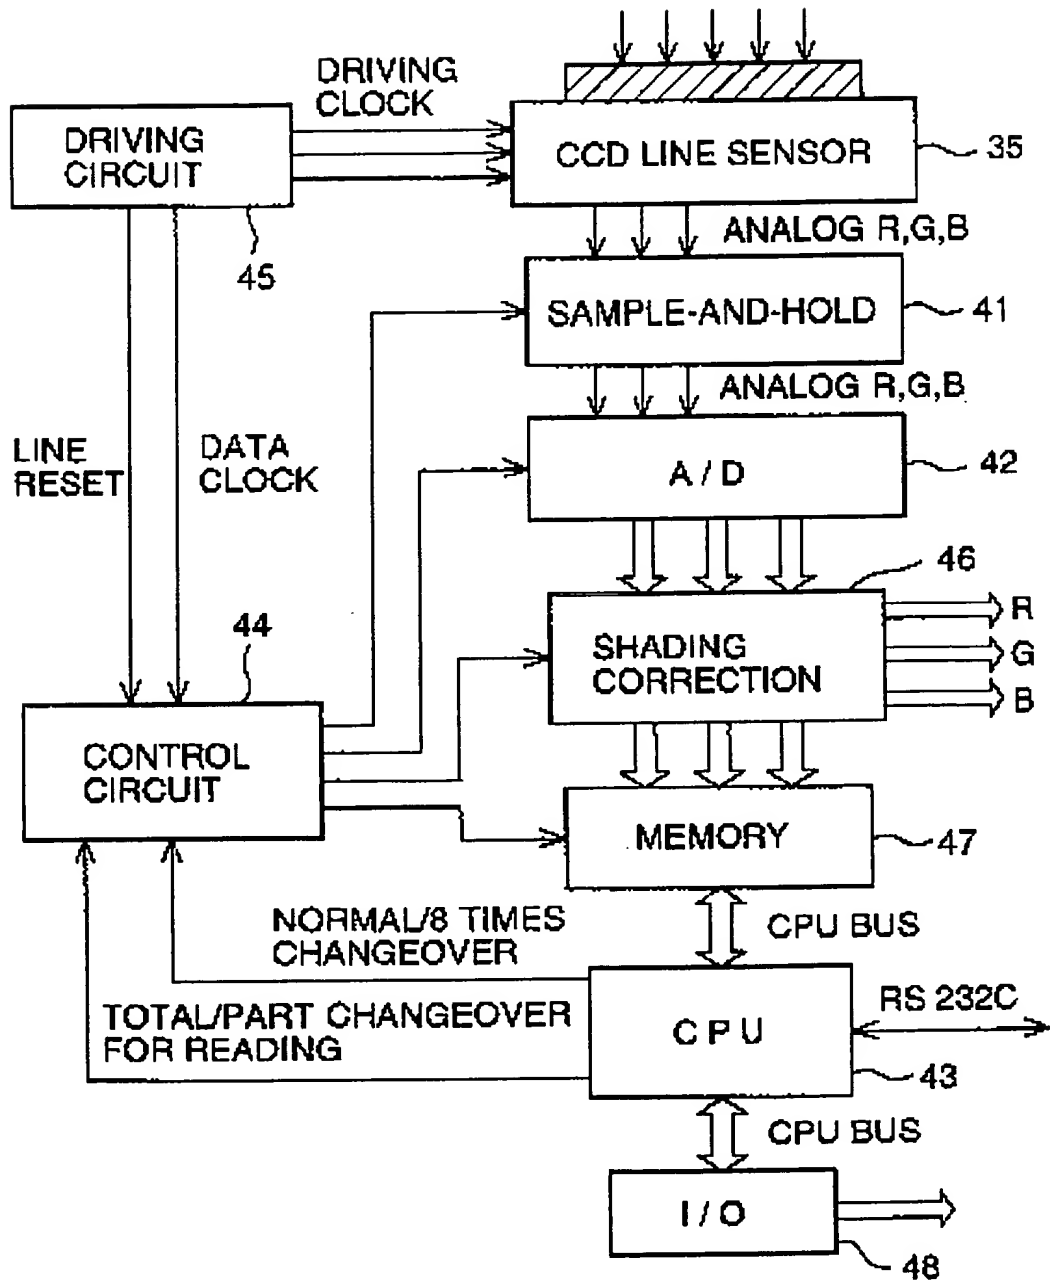 DRIVING
CLOCK
DRIVING
CIRCUIT
CCD LINE SENSOR
35
45
ANALOG R,G,B
SAMPLE-AND-HOLD
41
ANALOG R,G,B
LINE
RESET
DATA
CLOCK
A / D
42
46
44
SHADING
CORRECTION
R
G
B
CONTROL
CIRCUIT
MEMORY
47
NORMAL/8 TIMES
CHANGEOVER
CPU BUS
TOTAL/PART CHANGEOVER
FOR READING
CPU
RS 232C
43
CPU BUS
I / O
48